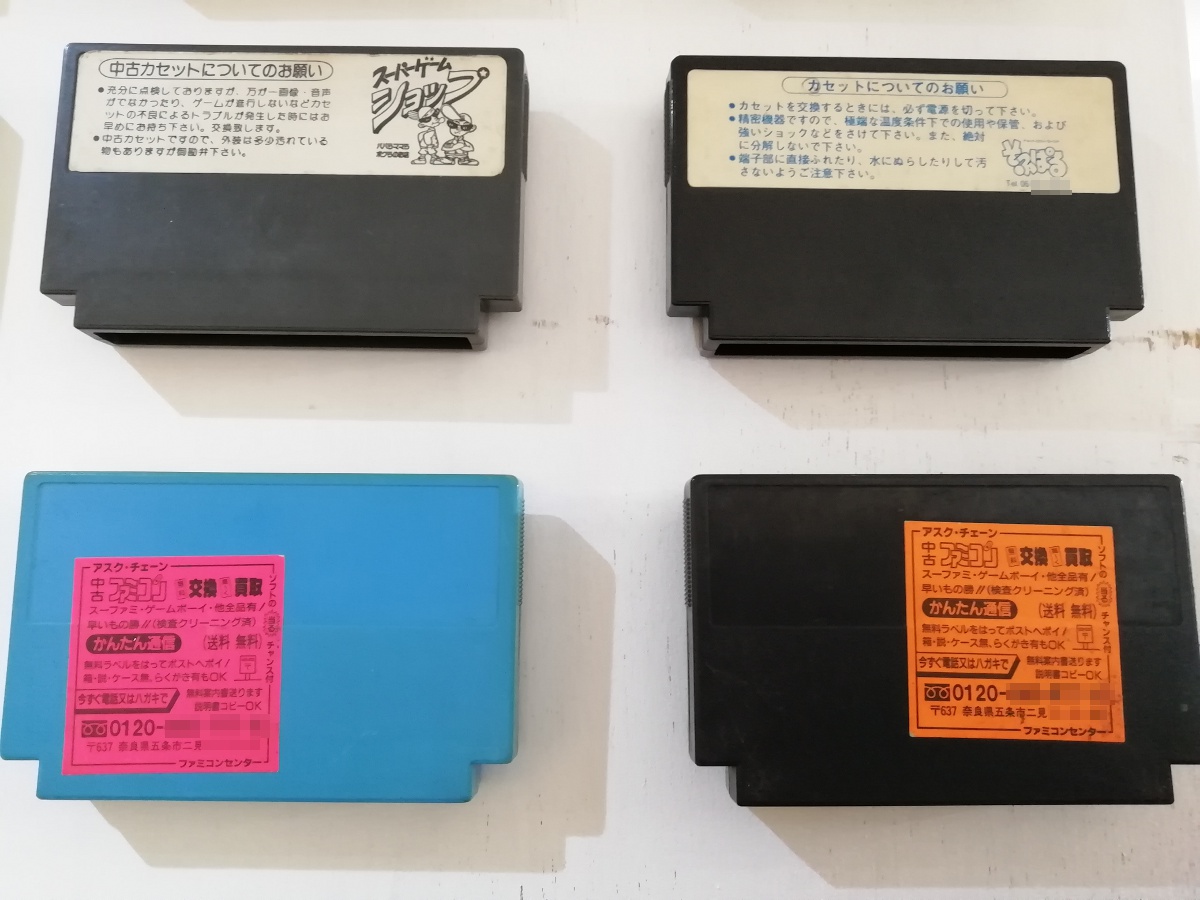 中古カセットについてのお願い
●充分に点検しておりますが、万が一画像・音声
がでなかったり、ゲームが進行しないなどカセ
ットの不良によるトラブルが発生した時にはお
早めにお持ち下さい。交換致します。
●中古カセットですので、外装は多少汚れている
物もありますが御勘弁下さい。
スーパーゲーム
ショップ
カセットについてのお願い
●カセットを交換するときには、必ず電源を切って下さい。
●精密機器ですので、極端な温度条件下での使用や保管、および
強いショックなどをさけて下さい。また、絶対
に分解しないで下さい。
●端子部に直接ふれたり、水にぬらしたりして汚
さないようご注意下さい。
Tel. 06
アスク・チェーン
中古 ファミコン 交換 買取
スーファミ・ゲームボーイ・他全品有!
早いもの勝!!(検査クリーニング済)
かんたん通信 (送料 無料)
無料ラベルをはってポストへポイ!
箱・説・ケース無、らくがき有もOK
ソフトの当るチャンス付
今すぐ電話又はハガキで
無料案内書送ります
説明書コピーOK
0120-
〒637 奈良県五条市二見
ファミコンセンター
アスク・チェーン
中古 ファミコン 交換 買取
スーファミ・ゲームボーイ・他全品有!
早いもの勝!!(検査クリーニング済)
かんたん通信 (送料 無料)
無料ラベルをはってポストへポイ!
箱・説・ケース無、らくがき有もOK
ソフトの当るチャンス付
今すぐ電話又はハガキで
無料案内書送ります
説明書コピーOK
0120-
〒637 奈良県五条市二見
ファミコンセンター